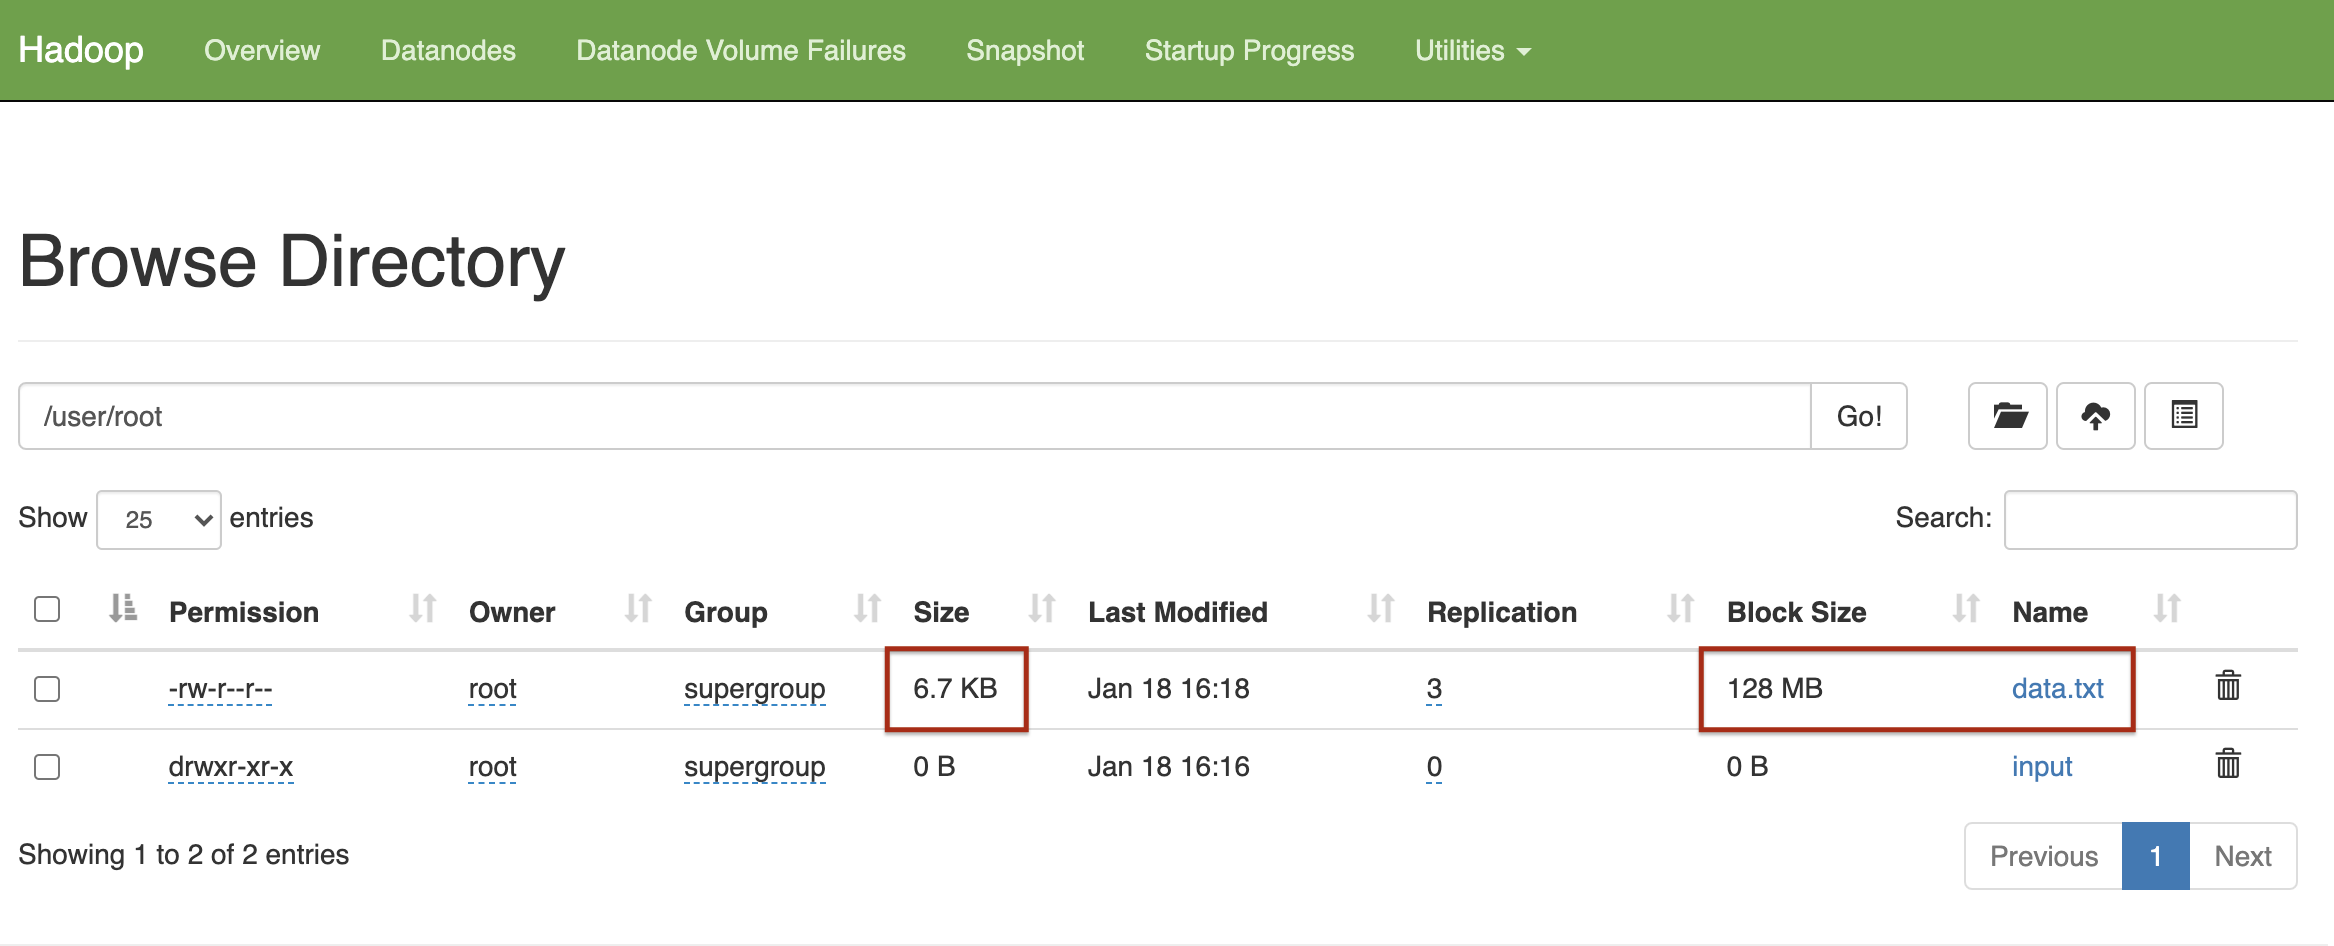 Hadoop Overview Datanodes Datanode Volume Failures Snapshot Startup Progress Utilities
Browse Directory
/user/root Go!
Show 25 entries Search:
Permission Owner Group Size Last Modified Replication Block Size Name
-rw-r--r-- root supergroup 6.7 KB Jan 18 16:18 3 128 MB data.txt
drwxr-xr-x root supergroup 0 B Jan 18 16:16 0 0 B input
Showing 1 to 2 of 2 entries Previous 1 Next